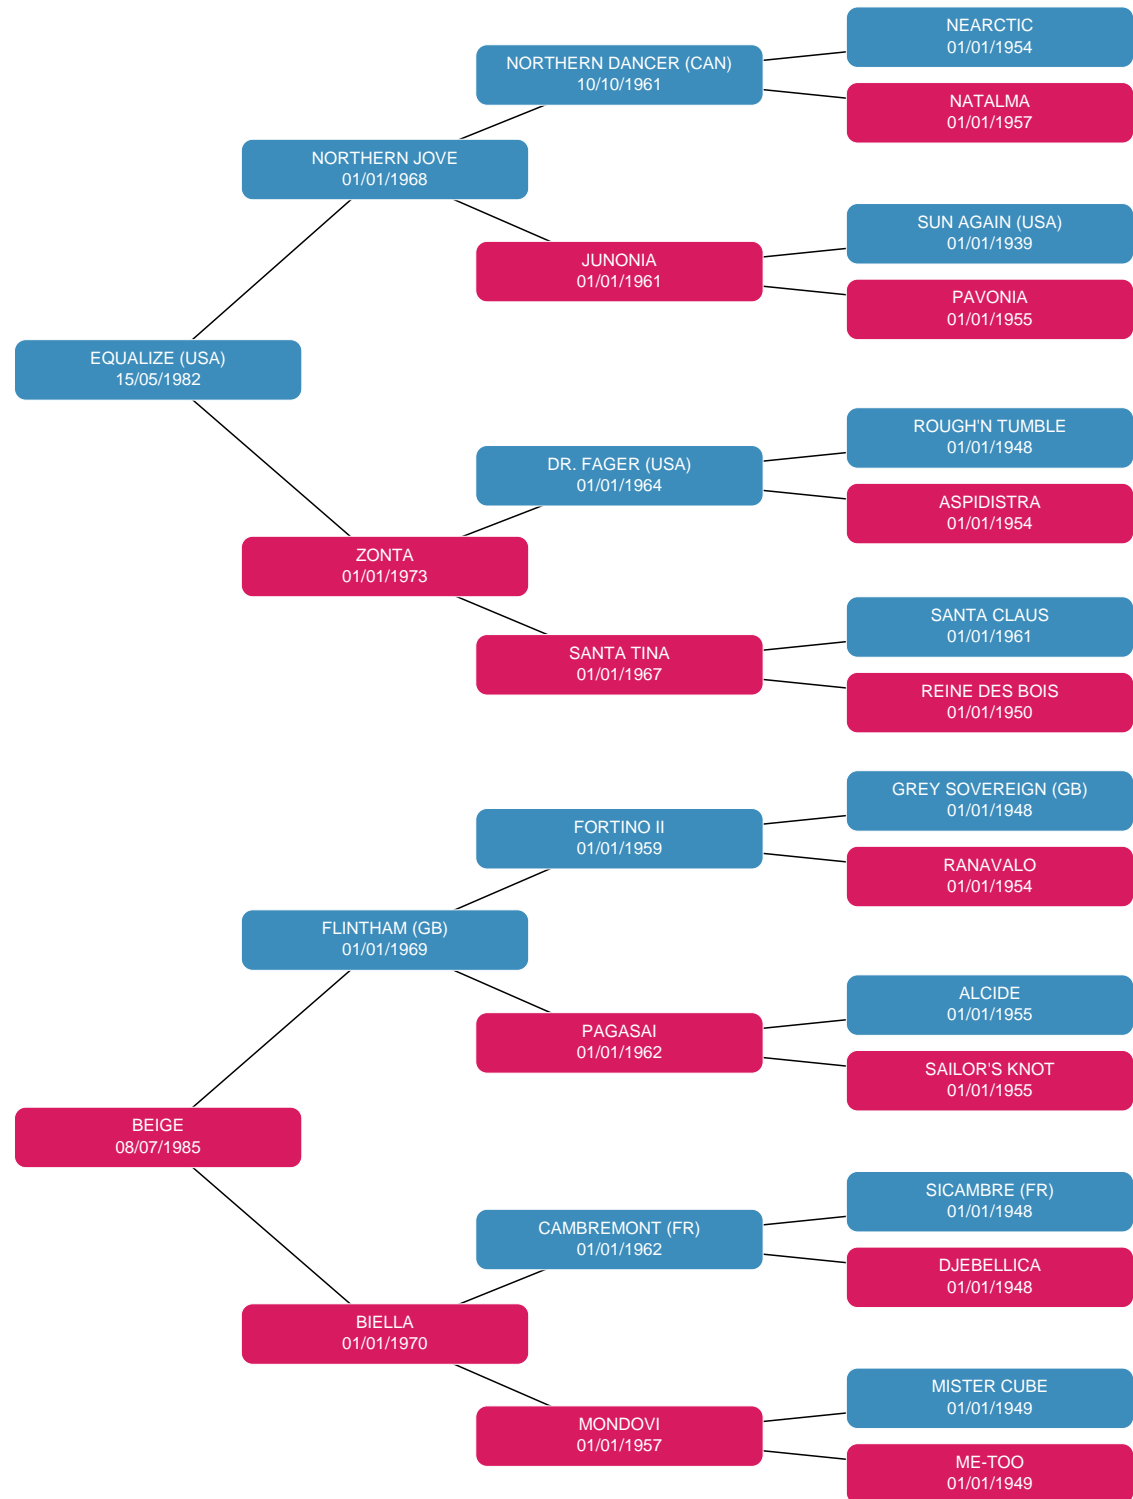 NEARCTIC
01/01/1954
NORTHERN DANCER (CAN)
10/10/1961
NATALMA
01/01/1957
NORTHERN JOVE
01/01/1968
SUN AGAIN (USA)
01/01/1939
JUNONIA
01/01/1961
PAVONIA
01/01/1955
EQUALIZE (USA)
15/05/1982
ROUGH'N TUMBLE
01/01/1948
DR. FAGER (USA)
01/01/1964
ASPIDISTRA
01/01/1954
ZONTA
01/01/1973
SANTA CLAUS
01/01/1961
SANTA TINA
01/01/1967
REINE DES BOIS
01/01/1950
GREY SOVEREIGN (GB)
01/01/1948
FORTINO II
01/01/1959
RANAVALO
01/01/1954
FLINTHAM (GB)
01/01/1969
ALCIDE
01/01/1955
PAGASAI
01/01/1962
SAILOR'S KNOT
01/01/1955
BEIGE
08/07/1985
SICAMBRE (FR)
01/01/1948
CAMBREMONT (FR)
01/01/1962
DJEBELLICA
01/01/1948
BIELLA
01/01/1970
MISTER CUBE
01/01/1949
MONDOVI
01/01/1957
ME-TOO
01/01/1949